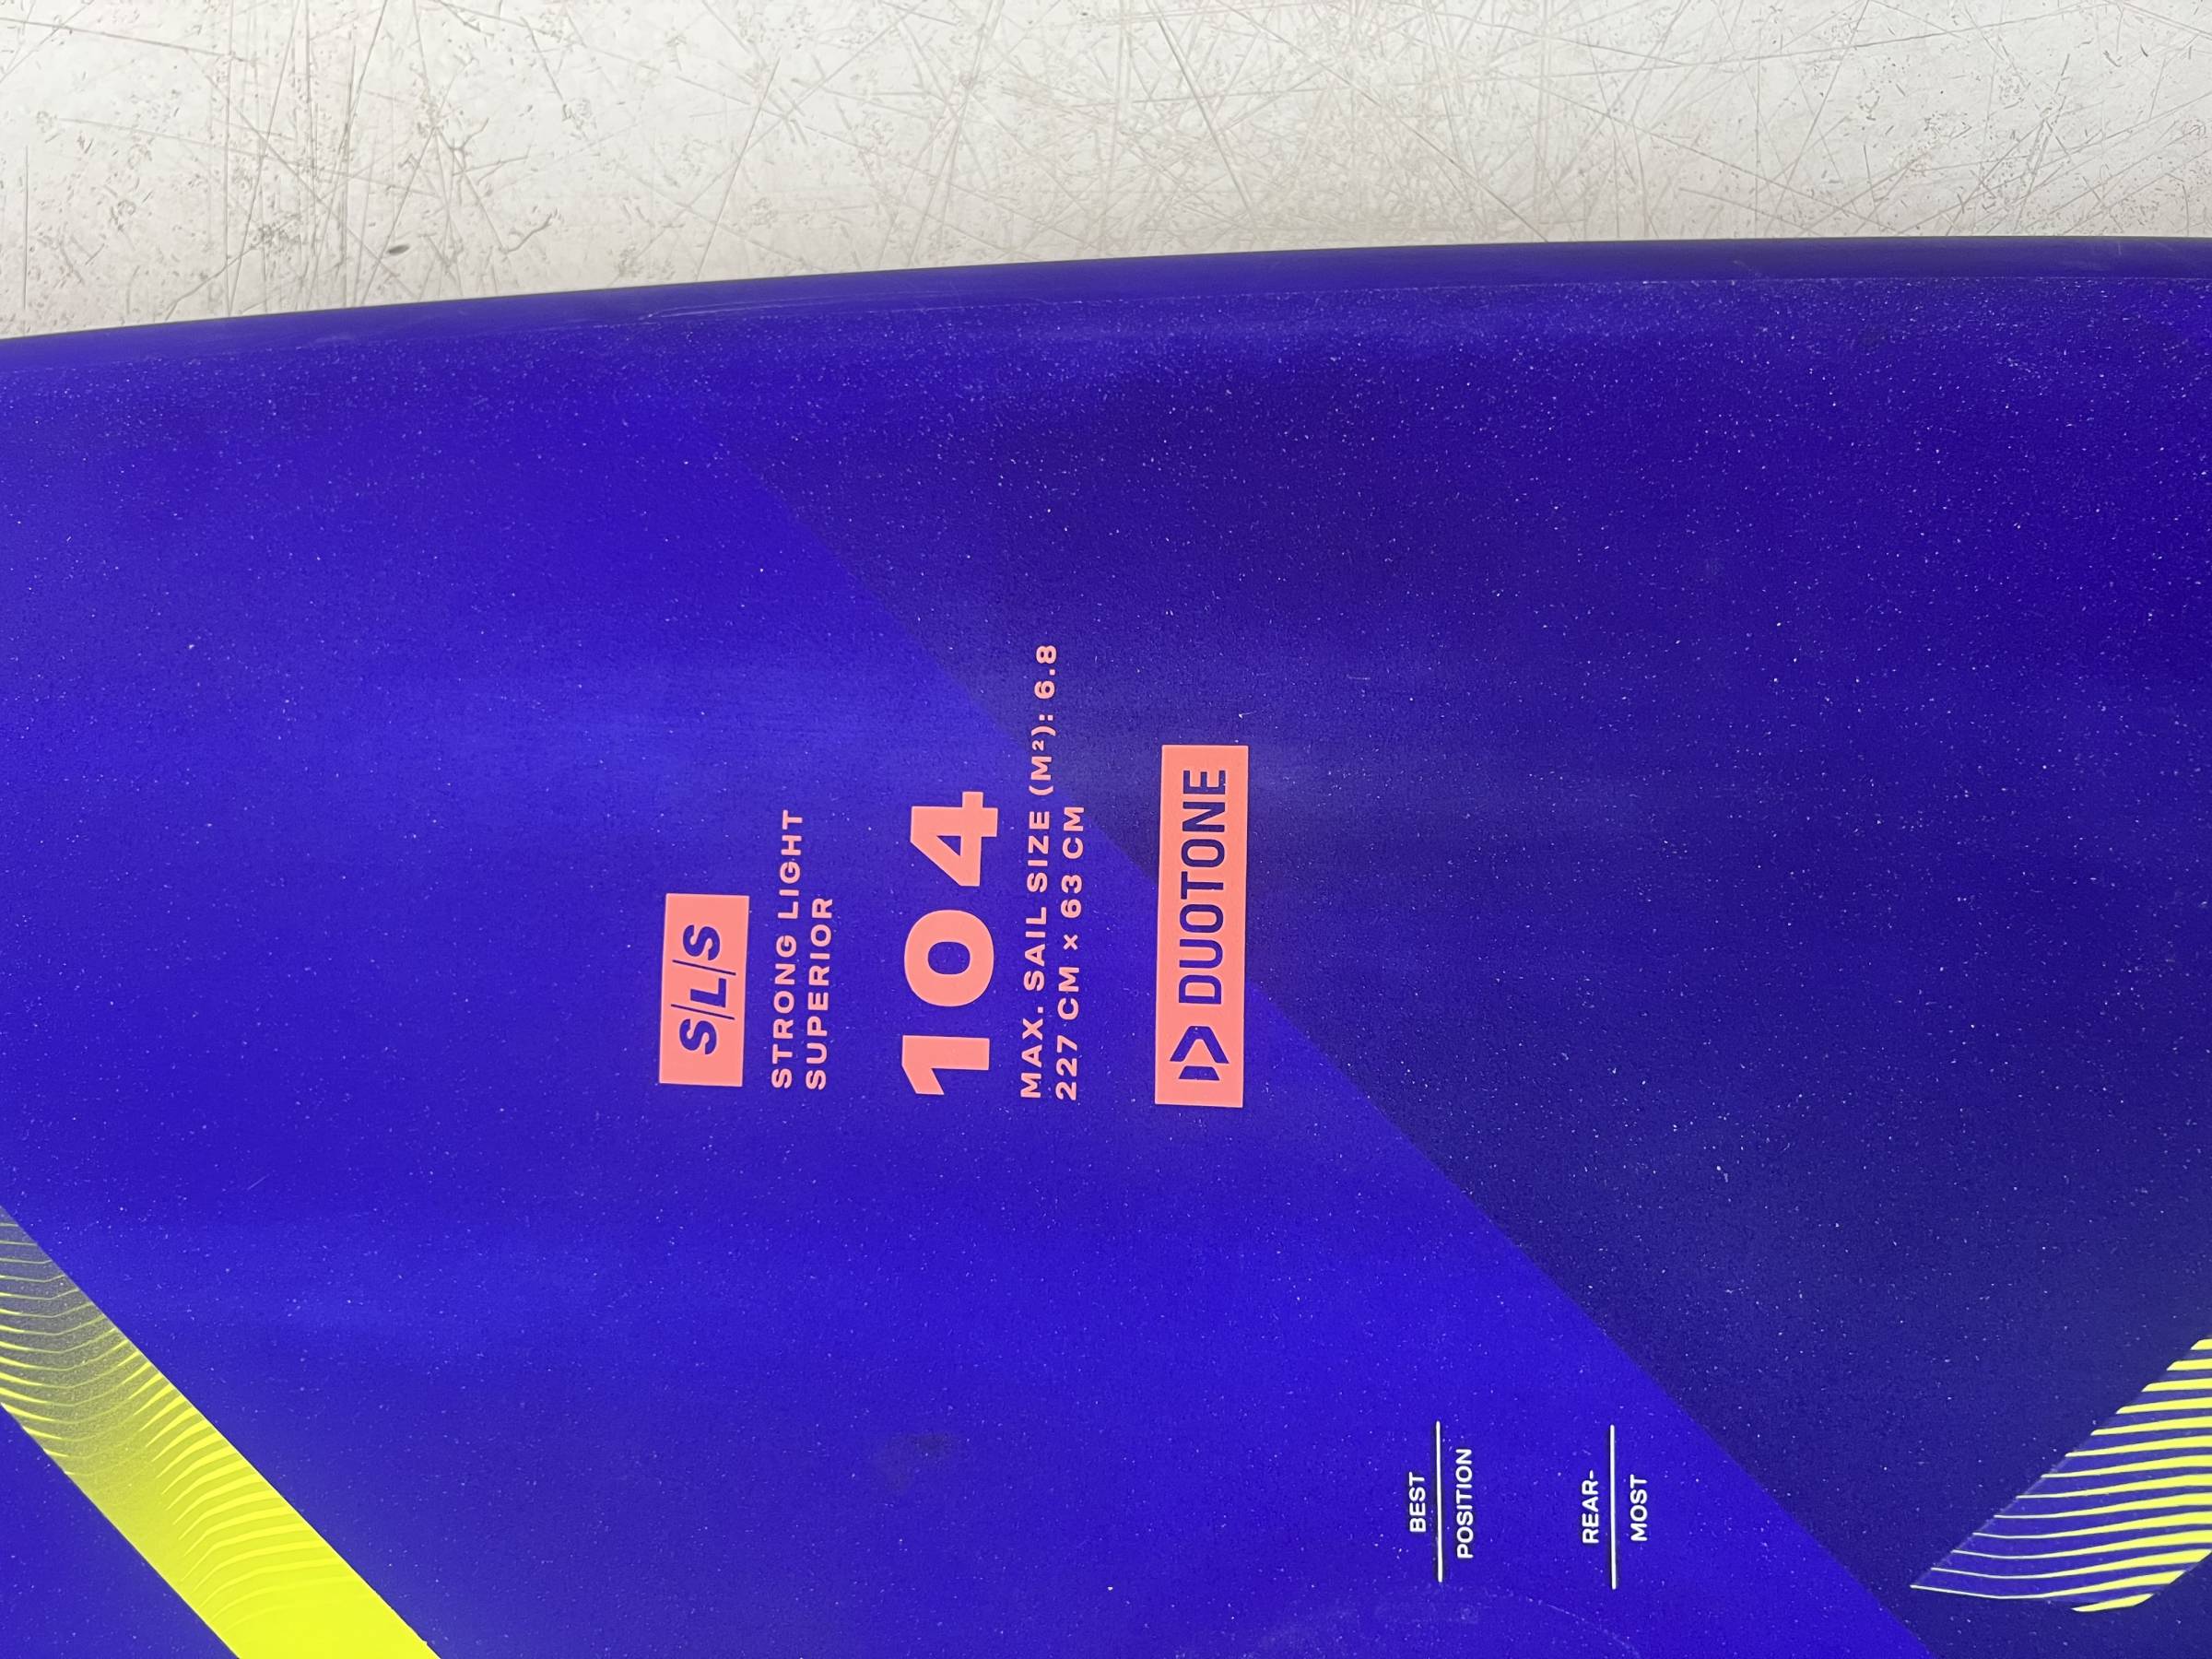 S/L/S
STRONG LIGHT
SUPERIOR
104
MAX. SAIL SIZE (M²): 6.8
227 CM × 63 CM
DUOTONE
BEST
POSITION
REAR-
MOST